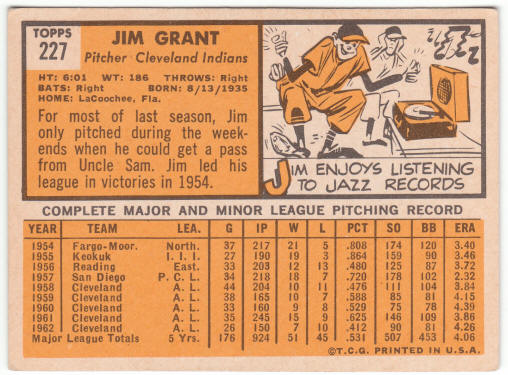 TOPPS
227
JIM GRANT
Pitcher - Cleveland Indians
HT: 6:01 WT: 186 THROWS: Right
BATS: Right BORN: 8/13/1935
HOME: LaCoochee, Fla.
For most of last season, Jim
only pitched during the week-
ends when he could get a pass
from Uncle Sam. Jim led his
league in victories in 1954.
JIM ENJOYS LISTENING
TO JAZZ RECORDS
COMPLETE MAJOR AND MINOR LEAGUE PITCHING RECORD
YEAR TEAM LEA. G IP W L PCT SO BB ERA
1954 Fargo-Moor. North. 37 217 21 5 .808 174 120 3.40
1955 Keokuk I. I. I. 27 190 19 3 .864 159 90 3.46
1956 Reading East. 33 203 12 13 .480 125 87 3.72
1957 San Diego P. C. L. 34 218 18 7 .720 178 102 2.32
1958 Cleveland A. L. 44 204 10 11 .476 111 104 3.84
1959 Cleveland A. L. 38 165 10 7 .588 85 81 4.15
1960 Cleveland A. L. 33 160 9 8 .529 75 78 4.39
1961 Cleveland A. L. 35 245 15 9 .625 146 109 3.86
1962 Cleveland A. L. 26 150 7 10 .412 90 81 4.26
Major League Totals 5 Yrs. 176 924 51 45 .531 507 453 4.06
©T.C.G. PRINTED IN U.S.A.